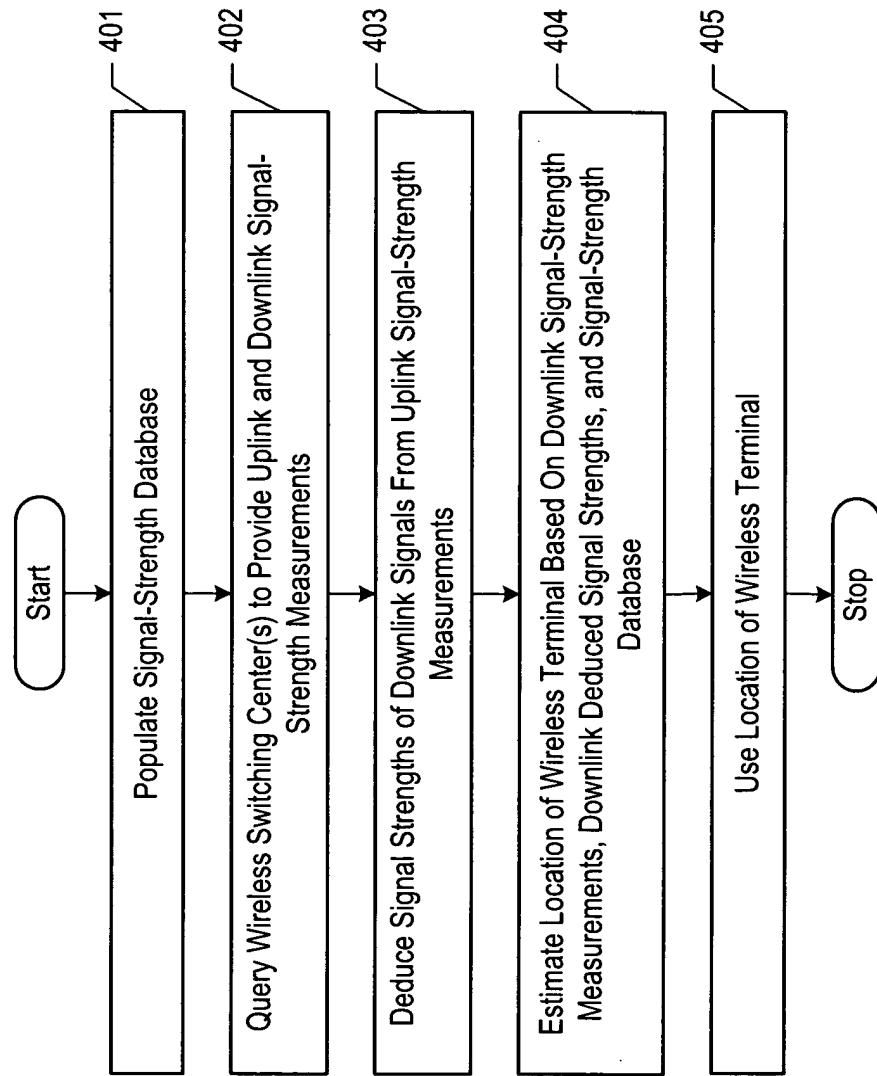 Start
401
Populate Signal-Strength Database
402
Query Wireless Switching Center(s) to Provide Uplink and Downlink Signal-
Strength Measurements
403
Deduce Signal Strengths of Downlink Signals From Uplink Signal-Strength
Measurements
404
Estimate Location of Wireless Terminal Based On Downlink Signal-Strength
Measurements, Downlink Deduced Signal Strengths, and Signal-Strength
Database
405
Use Location of Wireless Terminal
Stop